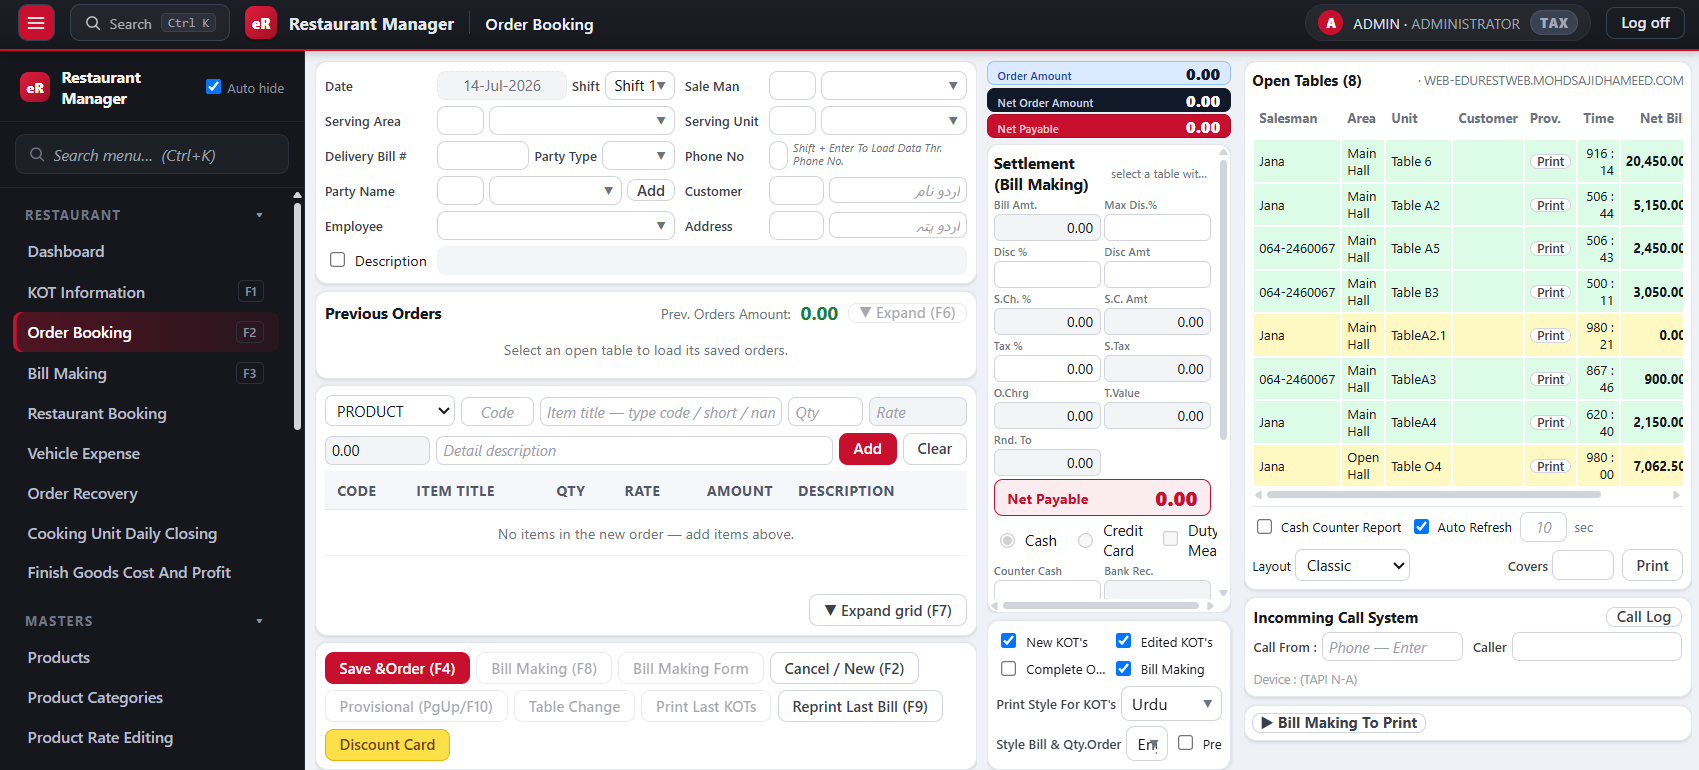 Search Ctrl K eR Restaurant Manager Order Booking A ADMIN · ADMINISTRATOR TAX Log off
eR Restaurant Manager Auto hide
Search menu... (Ctrl+K)
RESTAURANT
Dashboard
KOT Information F1
Order Booking F2
Bill Making F3
Restaurant Booking
Vehicle Expense
Order Recovery
Cooking Unit Daily Closing
Finish Goods Cost And Profit
MASTERS
Products
Product Categories
Product Rate Editing
Date 14-Jul-2026 Shift Shift 1 Sale Man
Serving Area Serving Unit
Delivery Bill # Party Type Phone No Shift + Enter To Load Data Thr. Phone No.
Party Name Add Customer اردو نام
Employee Address اردو پتہ
Description
Previous Orders Prev. Orders Amount: 0.00 ▼ Expand (F6)
Select an open table to load its saved orders.
PRODUCT Code Item title — type code / short / nan Qty Rate
0.00 Detail description Add Clear
CODE ITEM TITLE QTY RATE AMOUNT DESCRIPTION
No items in the new order — add items above.
▼ Expand grid (F7)
Save &Order (F4) Bill Making (F8) Bill Making Form Cancel / New (F2)
Provisional (PgUp/F10) Table Change Print Last KOTs Reprint Last Bill (F9)
Discount Card
Order Amount 0.00
Net Order Amount 0.00
Net Payable 0.00
Settlement (Bill Making) select a table wit...
Bill Amt. Max Dis.%
0.00
Disc % Disc Amt
S.Ch. % S.C. Amt
0.00 0.00
Tax % S.Tax
0.00 0.00
O.Chrg T.Value
0.00 0.00
Rnd. To
0.00
Net Payable 0.00
Cash Credit Card Duty Mea
Counter Cash Bank Rec.
New KOT's Edited KOT's
Complete O... Bill Making
Print Style For KOT's Urdu
Style Bill & Qty.Order Pre
Open Tables (8) · WEB-EDURESTWEB.MOHDSAJIDHAMEED.COM
Salesman Area Unit Customer Prov. Time Net Bil
Jana Main Hall Table 6 Print 916 : 14 20,450.00
Jana Main Hall Table A2 Print 506 : 44 5,150.00
064-2460067 Main Hall Table A5 Print 506 : 43 2,450.00
064-2460067 Main Hall Table B3 Print 500 : 11 3,050.00
Jana Main Hall TableA2.1 Print 980 : 21 0.00
064-2460067 Main Hall TableA3 Print 867 : 46 900.00
Jana Main Hall TableA4 Print 620 : 40 2,150.00
Jana Open Hall Table O4 Print 980 : 00 7,062.50
Cash Counter Report Auto Refresh 10 sec
Layout Classic Covers Print
Incomming Call System Call Log
Call From : Phone — Enter Caller
Device : (TAPI N-A)
▶ Bill Making To Print